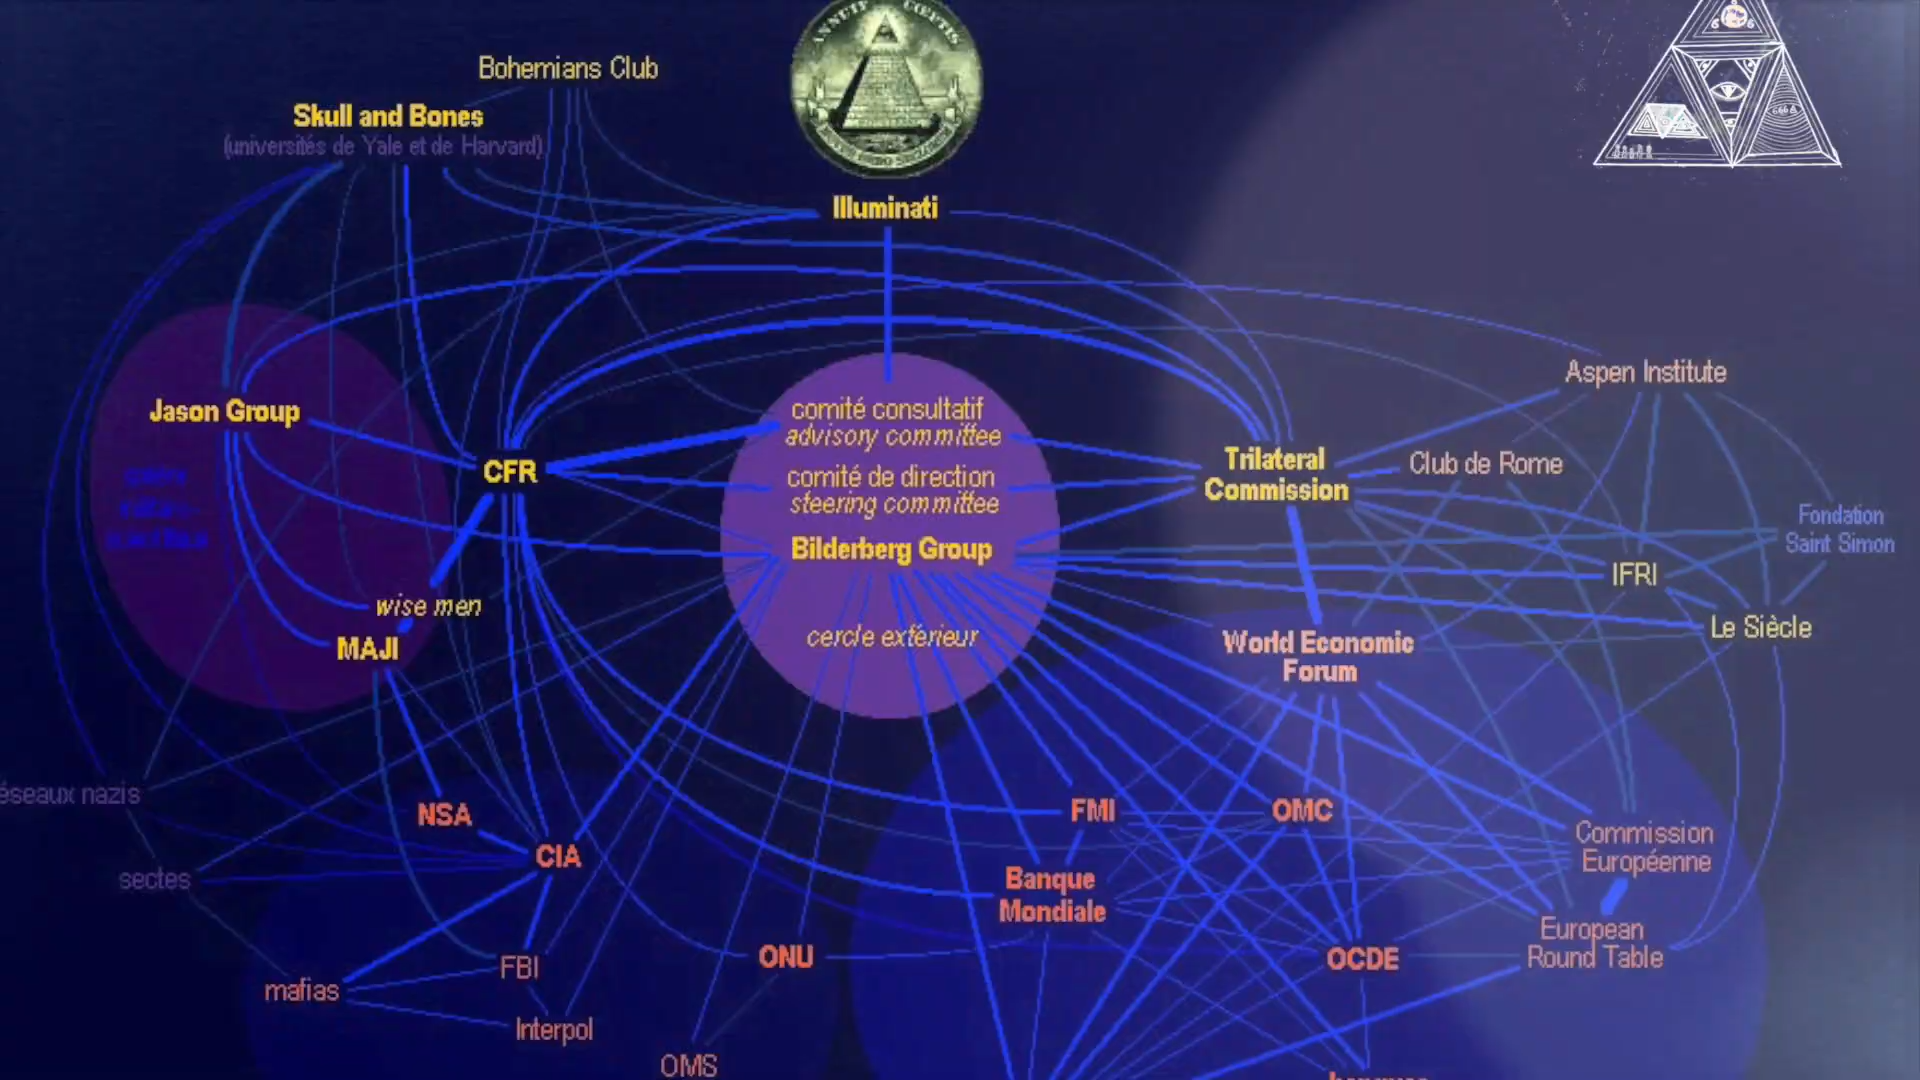 ANNUIT CŒPTIS
Bohemians Club
Skull and Bones
(universités de Yale et de Harvard)
Illuminati
Aspen Institute
Jason Group
comité consultatif
advisory committee
CFR
Trilateral
Commission
Club de Rome
comité de direction
steering committee
Fondation
Saint Simon
Bilderberg Group
IFRI
wise men
Le Siècle
cercle extérieur
MAJI
World Economic
Forum
éseaux nazis
NSA
FMI
OMC
Commission
Européenne
CIA
sectes
Banque
Mondiale
European
Round Table
ONU
OCDE
FBI
mafias
Interpol
OMS